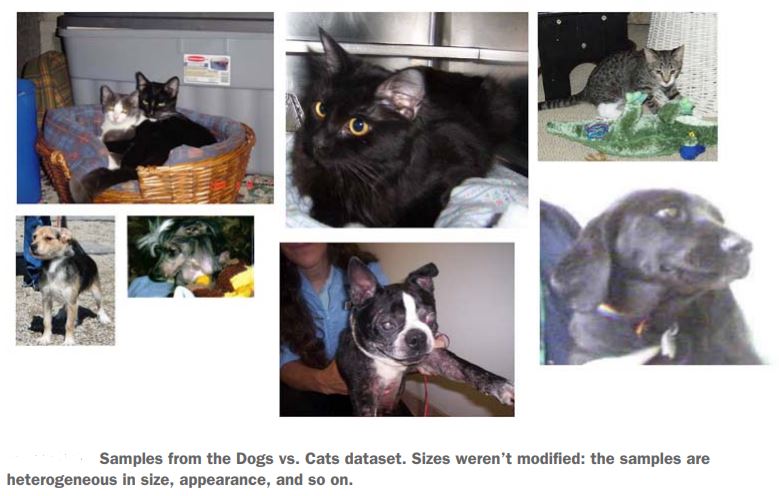 Samples from the Dogs vs. Cats dataset. Sizes weren’t modified: the samples are
heterogeneous in size, appearance, and so on.